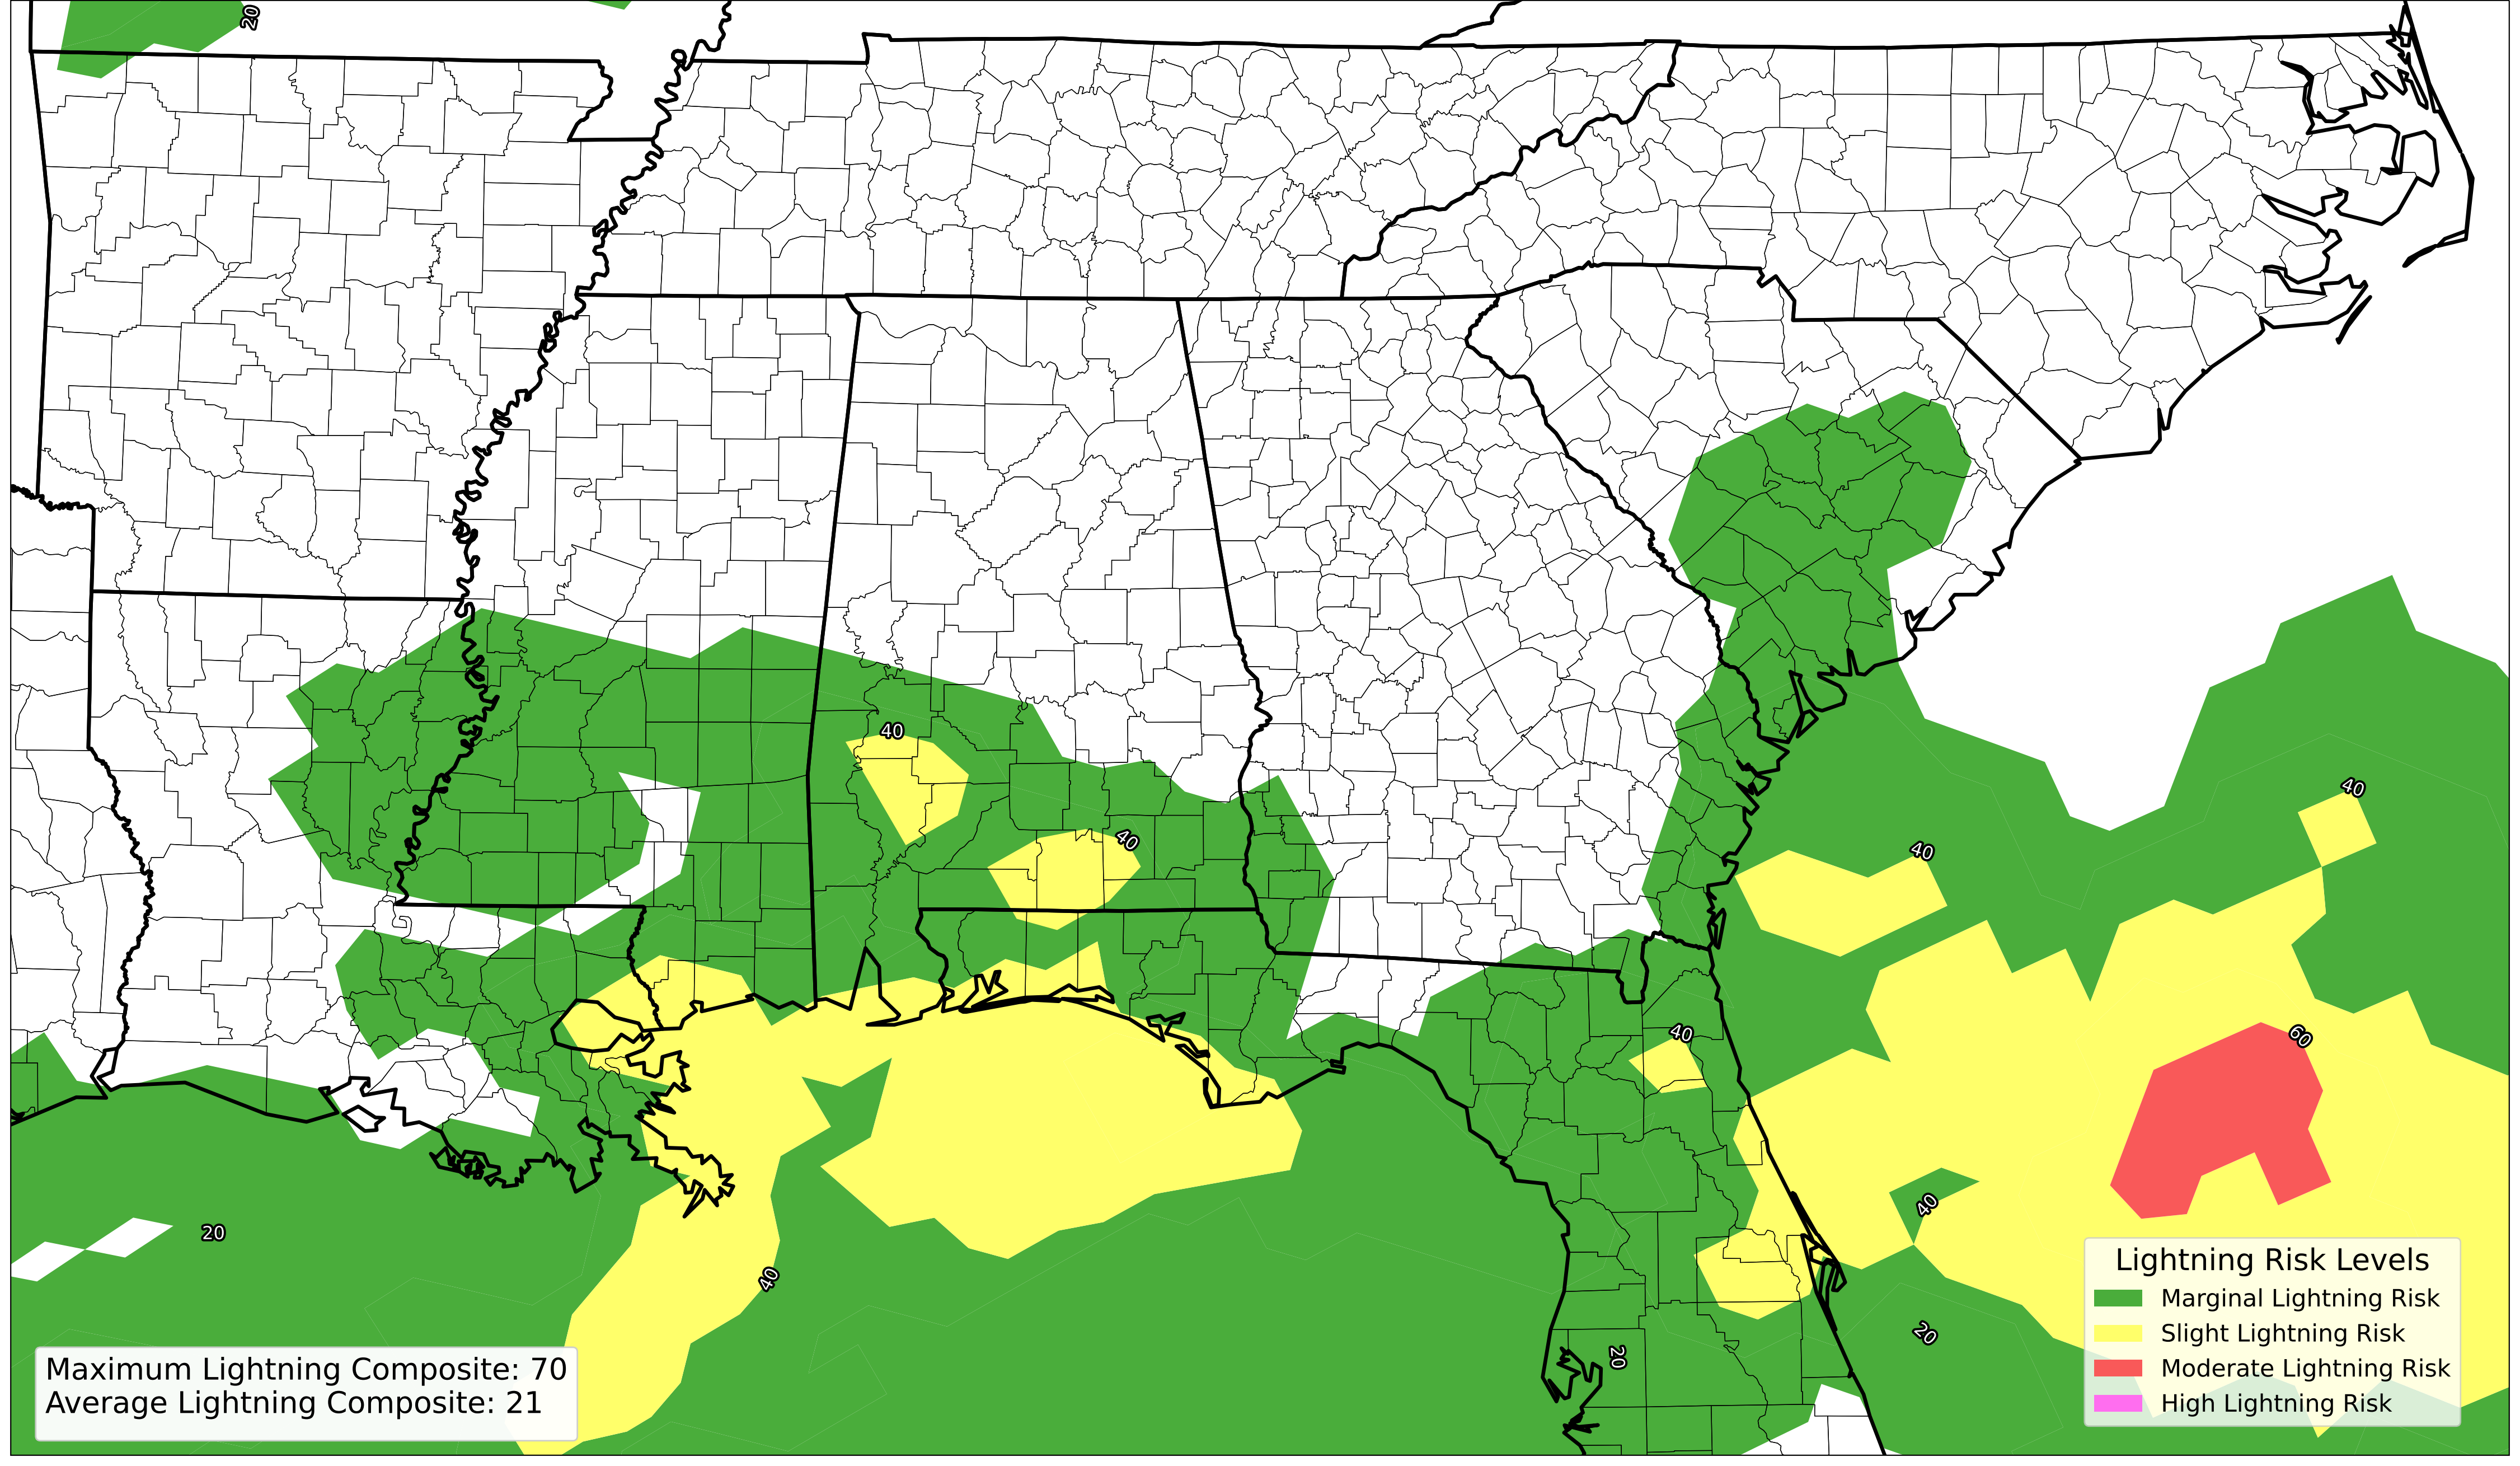 20
40
40
40
40
60
40
40
20
40
20
20
Maximum Lightning Composite: 70
Average Lightning Composite: 21
Lightning Risk Levels
Marginal Lightning Risk
Slight Lightning Risk
Moderate Lightning Risk
High Lightning Risk